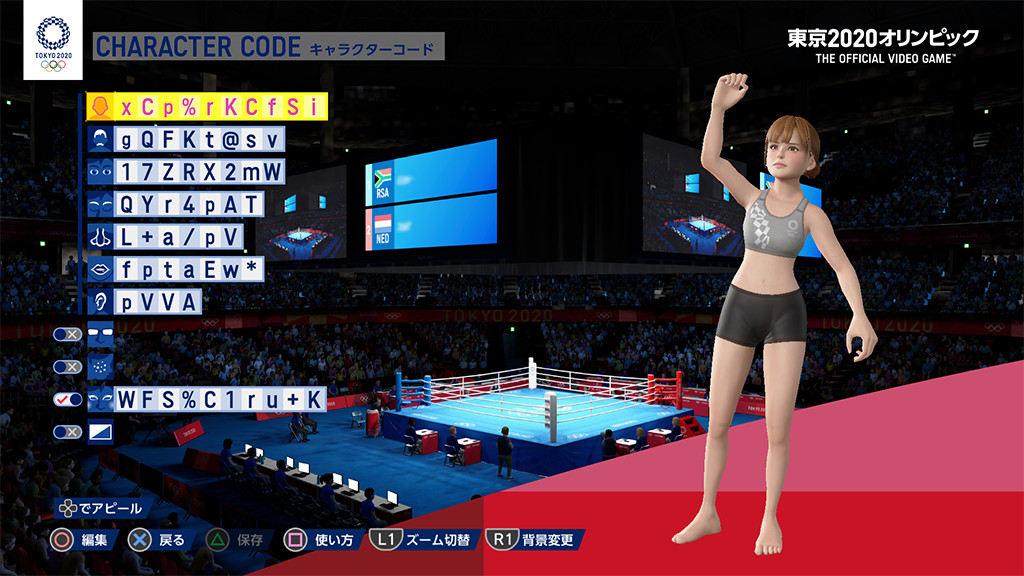 TOKYO 2020
CHARACTER CODE キャラクターコード
東京2020オリンピック
THE OFFICIAL VIDEO GAME™
xCp%rKCfSi
gQFKt@sv
17ZRX2mW
QYr4pAT
L+a/pV
fptaEw*
pVVA
WFS%C1ru+K
RSA
2 NED
TOKYO 2020
でアピール
編集 戻る 保存 使い方 L1 ズーム切替 R1 背景変更